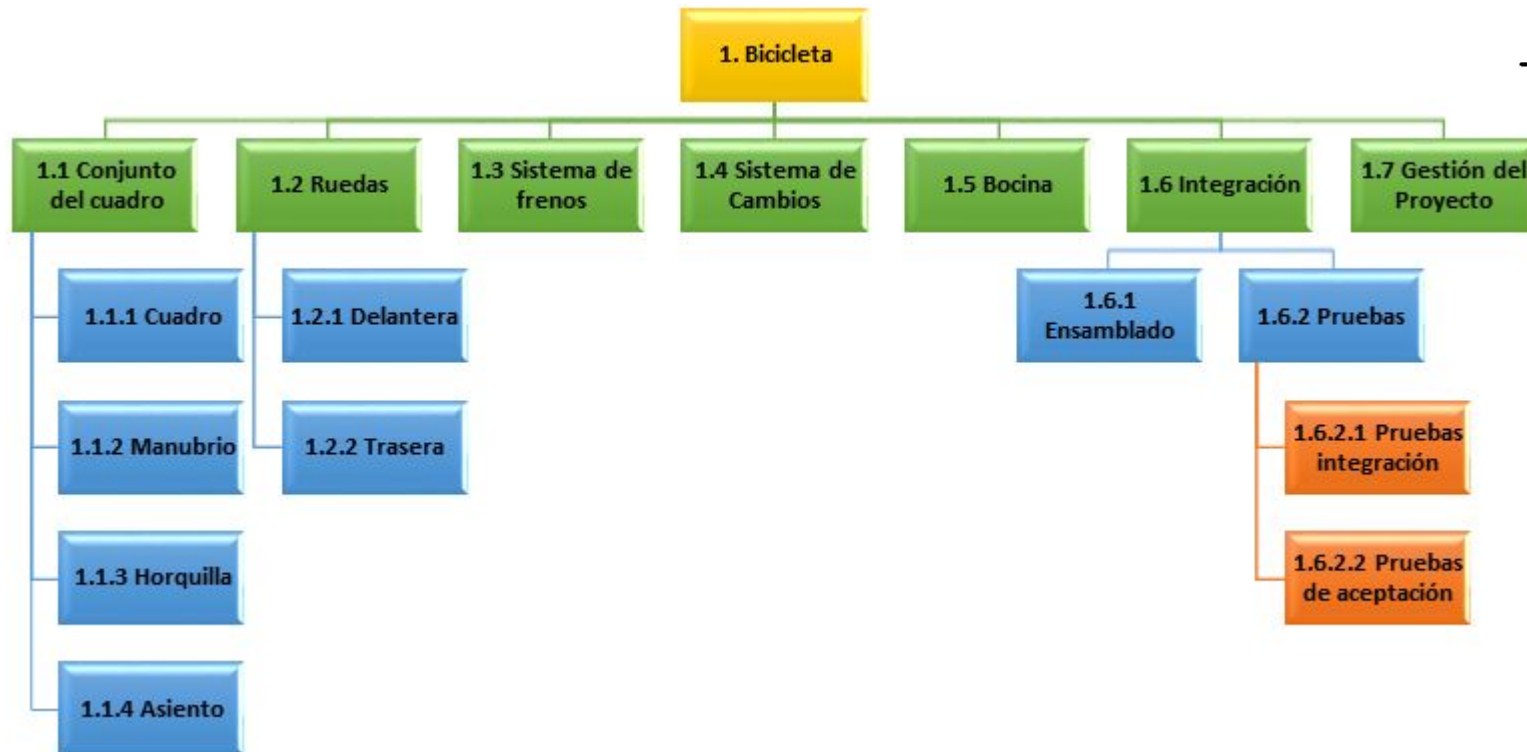 1. Bicicleta
1.1 Conjunto
del cuadro
1.2 Ruedas
1.3 Sistema de
frenos
1.4 Sistema de
Cambios
1.5 Bocina
1.6 Integración
1.7 Gestión del
Proyecto
1.1.1 Cuadro
1.1.2 Manubrio
1.1.3 Horquilla
1.1.4 Asiento
1.2.1 Delantera
1.2.2 Trasera
1.6.1
Ensamblado
1.6.2 Pruebas
1.6.2.1 Pruebas
integración
1.6.2.2 Pruebas
de aceptación